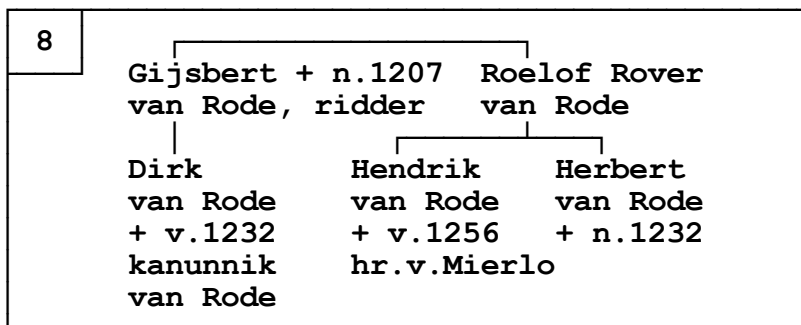 8
Gijsbert + n.1207 Roelof Rover
van Rode, ridder van Rode
Dirk Hendrik Herbert
van Rode van Rode van Rode
+ v.1232 + v.1256 + n.1232
kanunnik hr.v.Mierlo
van Rode